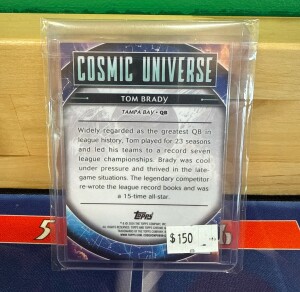 COSMIC UNIVERSE
TOM BRADY
TAMPA BAY • QB
Widely regarded as the greatest QB in
league history, Tom played for 23 seasons
and led his teams to a record seven
league championships. Brady was cool
under pressure and thrived in the late-
game situations. The legendary competitor
re-wrote the league record books and was
a 15-time all-star.
Topps
$150
5